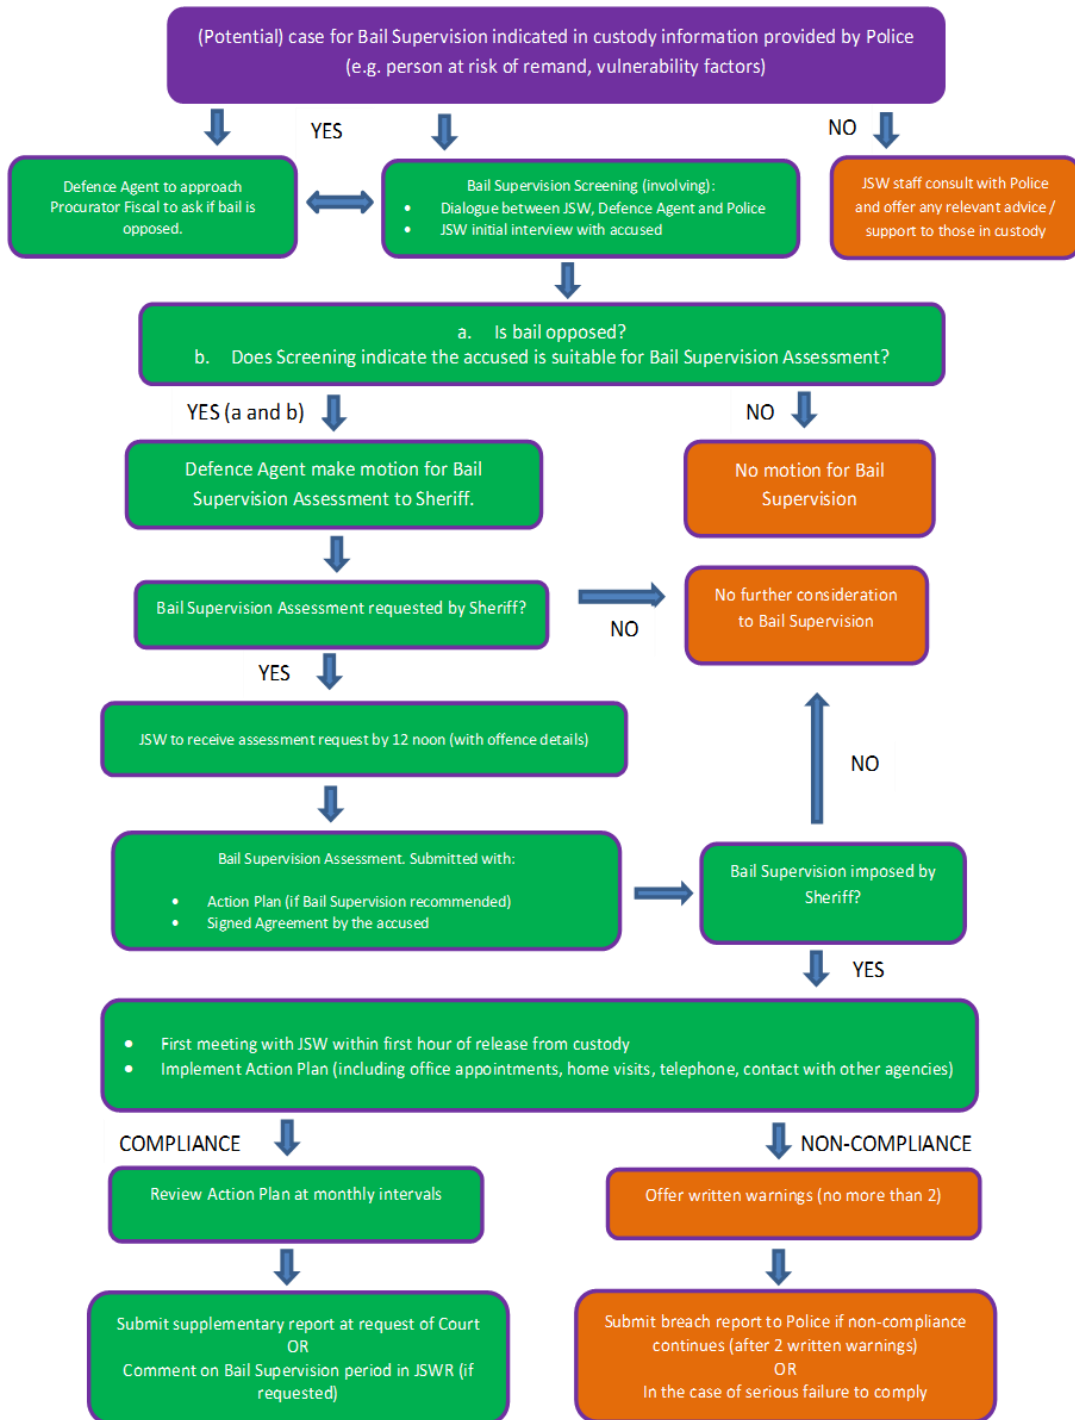 (Potential) case for Bail Supervision indicated in custody information provided by Police
(e.g. person at risk of remand, vulnerability factors)
YES
NO
Defence Agent to approach
Procurator Fiscal to ask if bail is
opposed.
Bail Supervision Screening (involving):
• Dialogue between JSW, Defence Agent and Police
• JSW initial interview with accused
JSW staff consult with Police
and offer any relevant advice /
support to those in custody
a. Is bail opposed?
b. Does Screening indicate the accused is suitable for Bail Supervision Assessment?
YES (a and b)
NO
Defence Agent make motion for Bail
Supervision Assessment to Sheriff.
No motion for Bail
Supervision
Bail Supervision Assessment requested by Sheriff?
NO
No further consideration
to Bail Supervision
YES
JSW to receive assessment request by 12 noon (with offence details)
NO
Bail Supervision Assessment. Submitted with:
• Action Plan (if Bail Supervision recommended)
• Signed Agreement by the accused
Bail Supervision imposed by
Sheriff?
YES
• First meeting with JSW within first hour of release from custody
• Implement Action Plan (including office appointments, home visits, telephone, contact with other agencies)
COMPLIANCE
NON-COMPLIANCE
Review Action Plan at monthly intervals
Offer written warnings (no more than 2)
Submit supplementary report at request of Court
OR
Comment on Bail Supervision period in JSWR (if
requested)
Submit breach report to Police if non-compliance
continues (after 2 written warnings)
OR
In the case of serious failure to comply